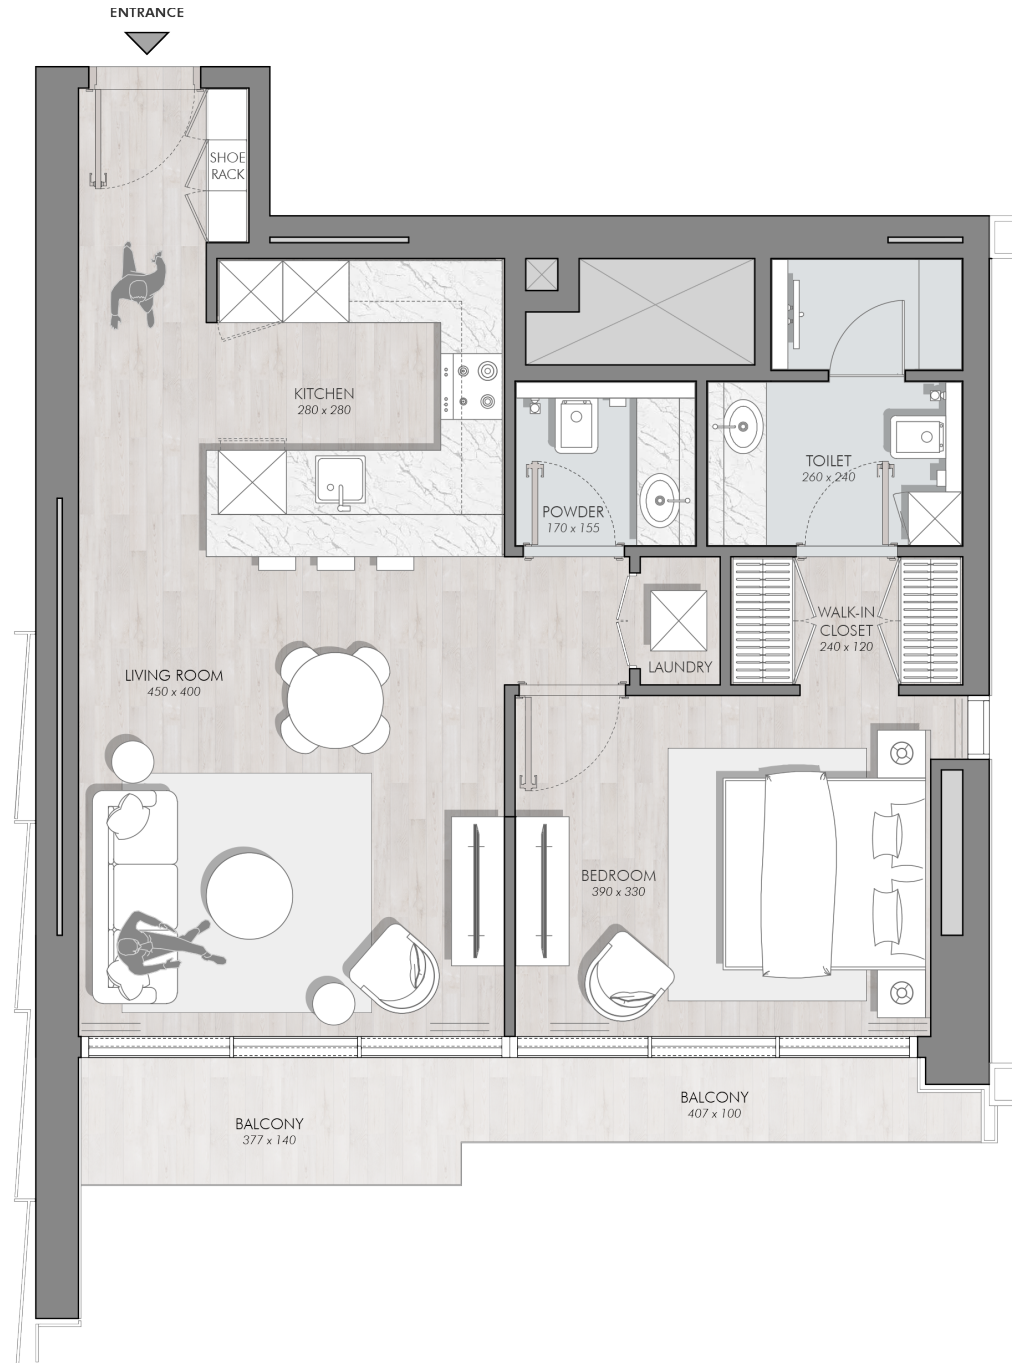 ENTRANCE
SHOE
RACK
KITCHEN
280 x 280
TOILET
260 x 240
POWDER
170 x 155
WALK-IN
CLOSET
240 x 120
LAUNDRY
LIVING ROOM
450 x 400
BEDROOM
390 x 330
BALCONY
407 x 100
BALCONY
377 x 140